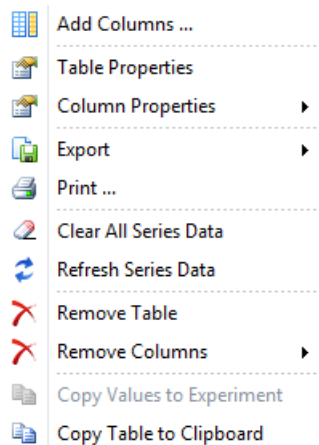 Add Columns ...
Table Properties
Column Properties
Export
Print ...
Clear All Series Data
Refresh Series Data
Remove Table
Remove Columns
Copy Values to Experiment
Copy Table to Clipboard